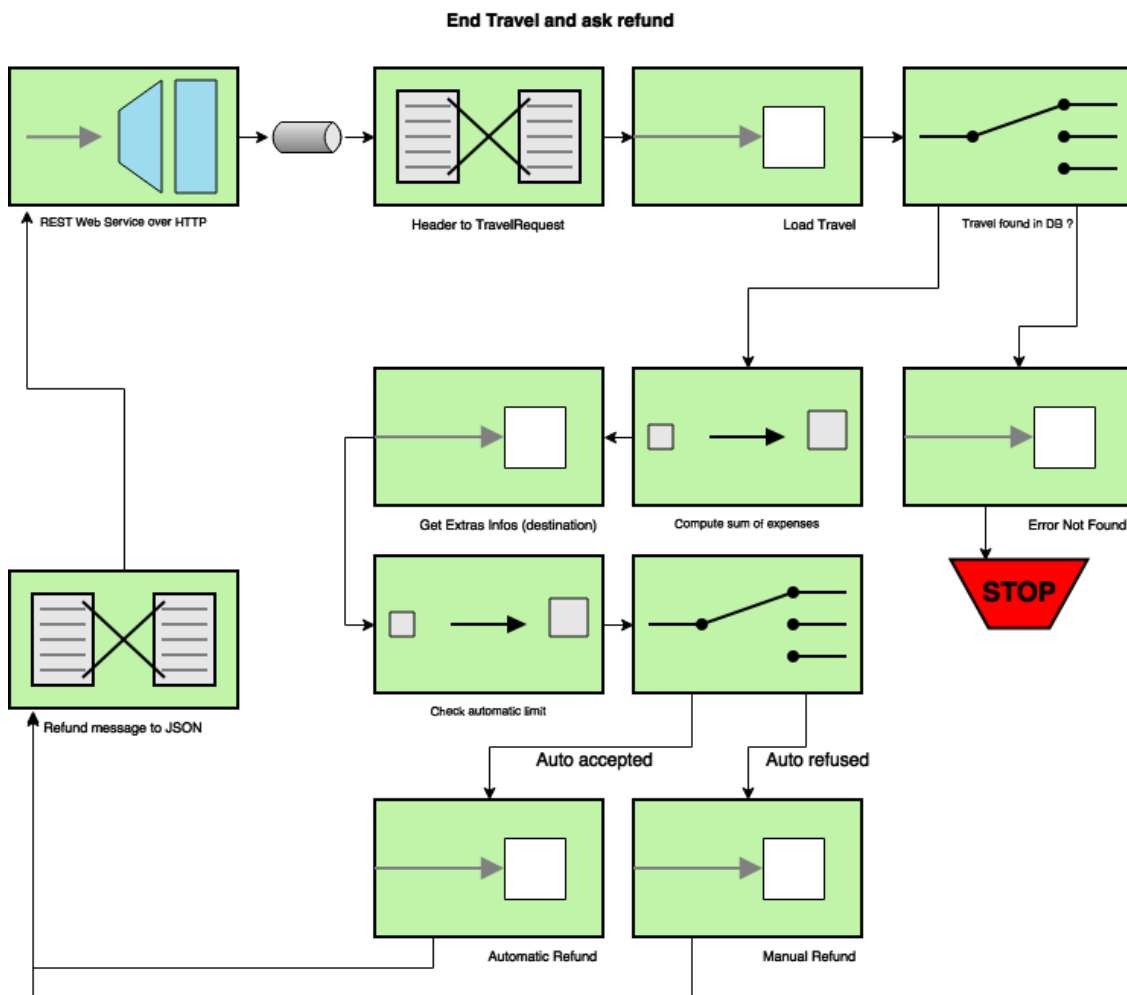 End Travel and ask refund
REST Web Service over HTTP
Header to TravelRequest
Load Travel
Travel found in DB ?
Get Extras Infos (destination)
Compute sum of expenses
Error Not Found
STOP
Check automatic limit
Refund message to JSON
Auto accepted
Auto refused
Automatic Refund
Manual Refund